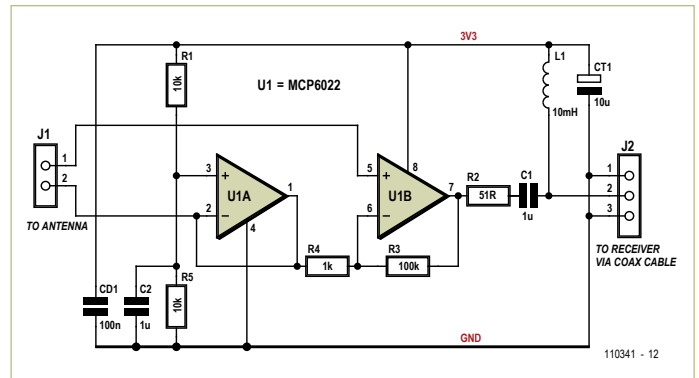 3V3
R1
10k
U1 = MCP6022
L1
10mH
CT1
10u
J1
1
2
TO ANTENNA
3
2
U1A
1
4
5
6
U1B
8
7
R2
51R
C1
1u
J2
1
2
3
TO RECEIVER
VIA COAX CABLE
R4
1k
R3
100k
CD1
100n
C2
1u
R5
10k
GND
110341 - 12